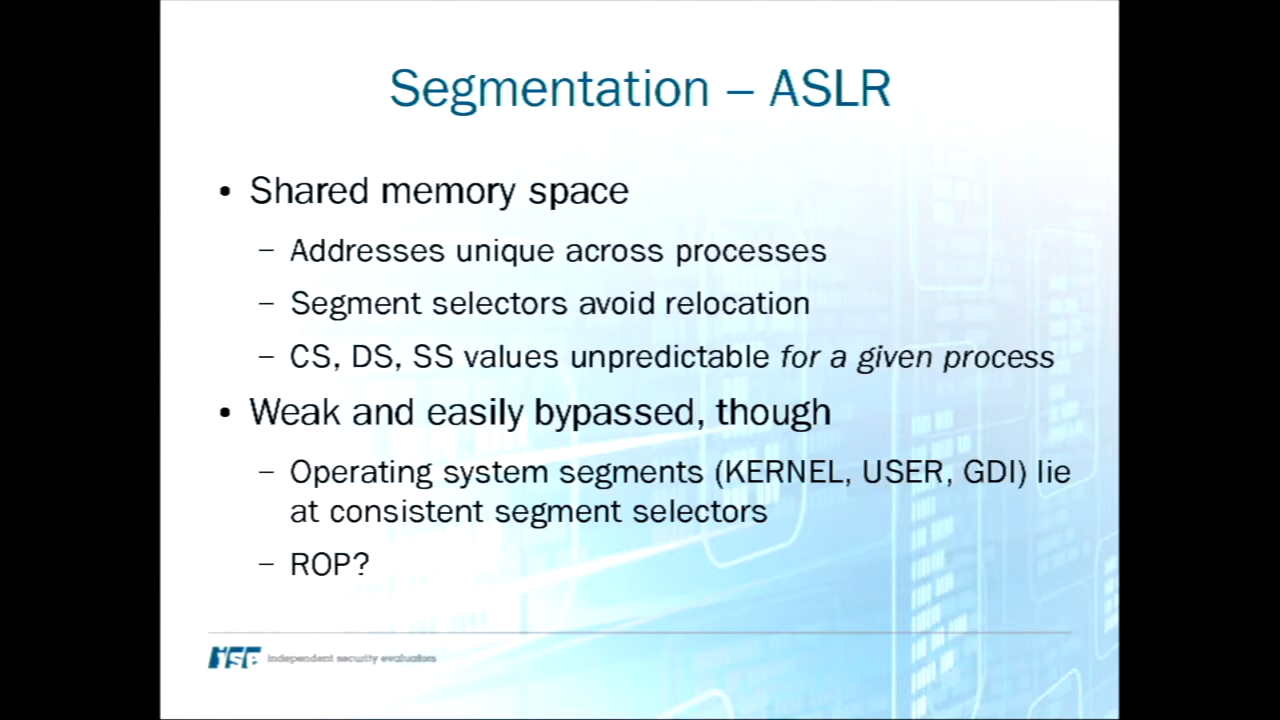 Segmentation – ASLR
• Shared memory space
– Addresses unique across processes
– Segment selectors avoid relocation
– CS, DS, SS values unpredictable for a given process
• Weak and easily bypassed, though
– Operating system segments (KERNEL, USER, GDI) lie
at consistent segment selectors
– ROP?
ise independent security evaluators